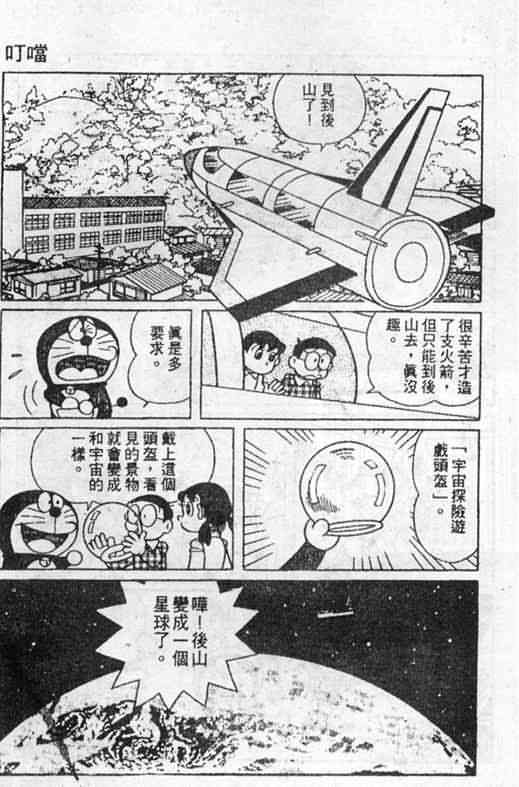 叮噹
見到後
山了！
很辛苦才造
了支火箭，
但只能到後
山去，眞沒
趣。
眞是多
要求。
「宇宙探險遊
戲頭盔」。
戴上這個
頭盔，看
見的景物
就會變成
和宇宙的
一樣。
嘩！後山
變成一個
星球了。